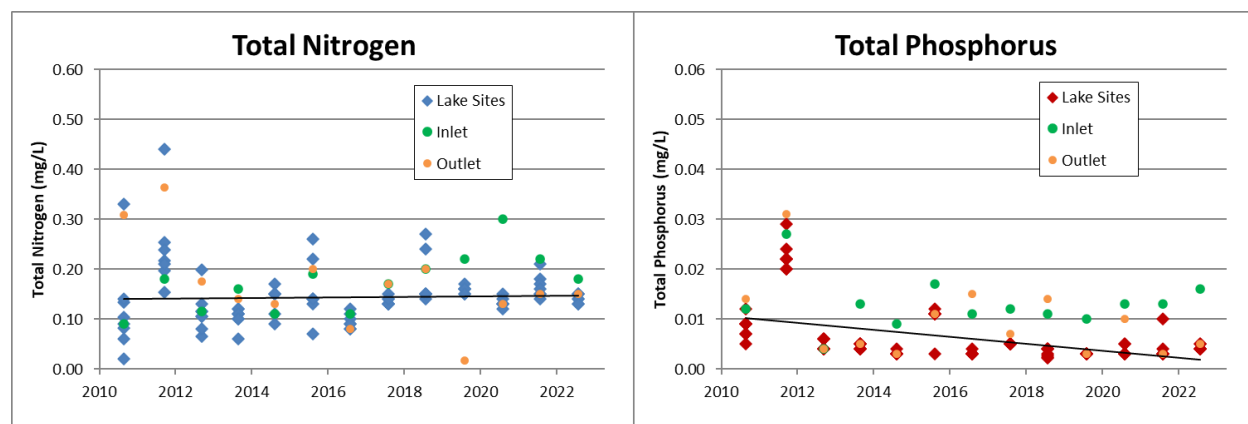 Total Nitrogen
Total Nitrogen (mg/L)
0.60
0.50
0.40
0.30
0.20
0.10
0.00
2010 2012 2014 2016 2018 2020 2022
Lake Sites
Inlet
Outlet
Total Phosphorus
Total Phosphorus (mg/L)
0.06
0.05
0.04
0.03
0.02
0.01
0.00
2010 2012 2014 2016 2018 2020 2022
Lake Sites
Inlet
Outlet